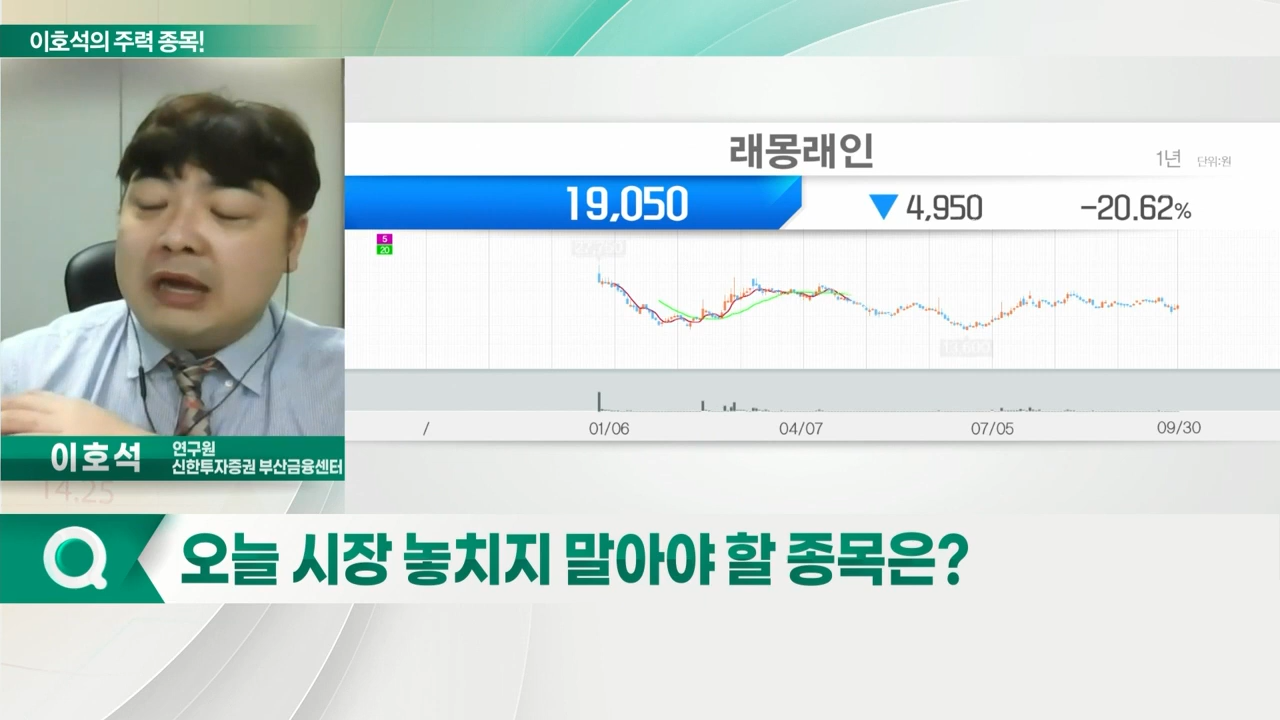 이호석의 주력 종목!
래몽래인
1년 단위:원
19,050
▼ 4,950
-20.62%
5
20
/
01/06
04/07
07/05
09/30
이호석
연구원
신한투자증권 부산금융센터
14.25
Q
오늘 시장 놓치지 말아야 할 종목은?